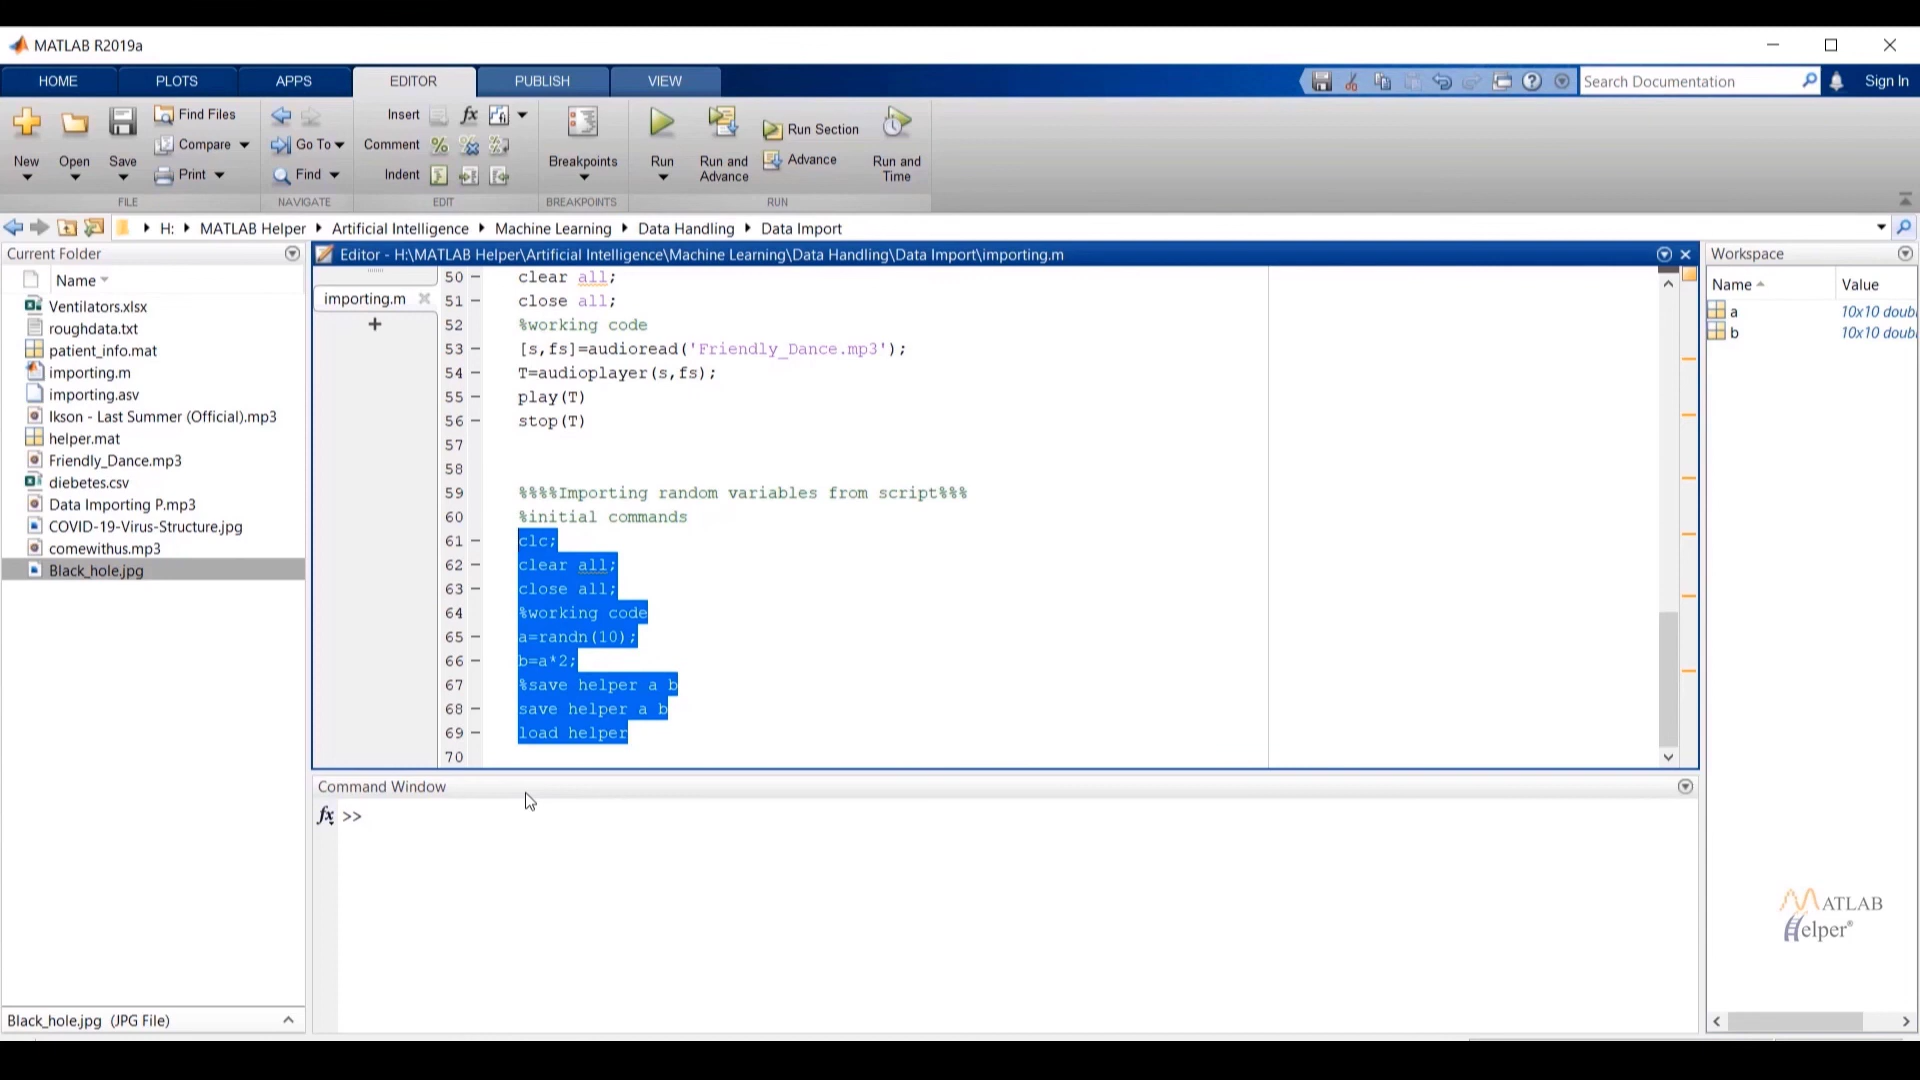 MATLAB R2019a
HOME PLOTS APPS EDITOR PUBLISH VIEW
Search Documentation Sign In
New Open Save
Find Files
Compare
Print
FILE
Go To
Find
NAVIGATE
Insert
Comment
Indent
EDIT
Breakpoints
BREAKPOINTS
Run
Run and Advance
Run Section
Advance
Run and Time
RUN
H: MATLAB Helper Artificial Intelligence Machine Learning Data Handling Data Import
Current Folder
Name
Ventilators.xlsx
roughdata.txt
patient_info.mat
importing.m
importing.asv
Ikson - Last Summer (Official).mp3
helper.mat
Friendly_Dance.mp3
diebetes.csv
Data Importing P.mp3
COVID-19-Virus-Structure.jpg
comewithus.mp3
Black_hole.jpg
Black_hole.jpg (JPG File)
Editor - H:\MATLAB Helper\Artificial Intelligence\Machine Learning\Data Handling\Data Import\importing.m
importing.m
50 clear all;
51 close all;
52 %working code
53 [s,fs]=audioread('Friendly_Dance.mp3');
54 T=audioplayer(s,fs);
55 play(T)
56 stop(T)
57
58
59 %%%%Importing random variables from script%%%
60 %initial commands
61 clc;
62 clear all;
63 close all;
64 %working code
65 a=randn(10);
66 b=a*2;
67 %save helper a b
68 save helper a b
69 load helper
70
Command Window
fx >>
Workspace
Name Value
a 10x10 doubl
b 10x10 doubl
MATLAB
Helper®